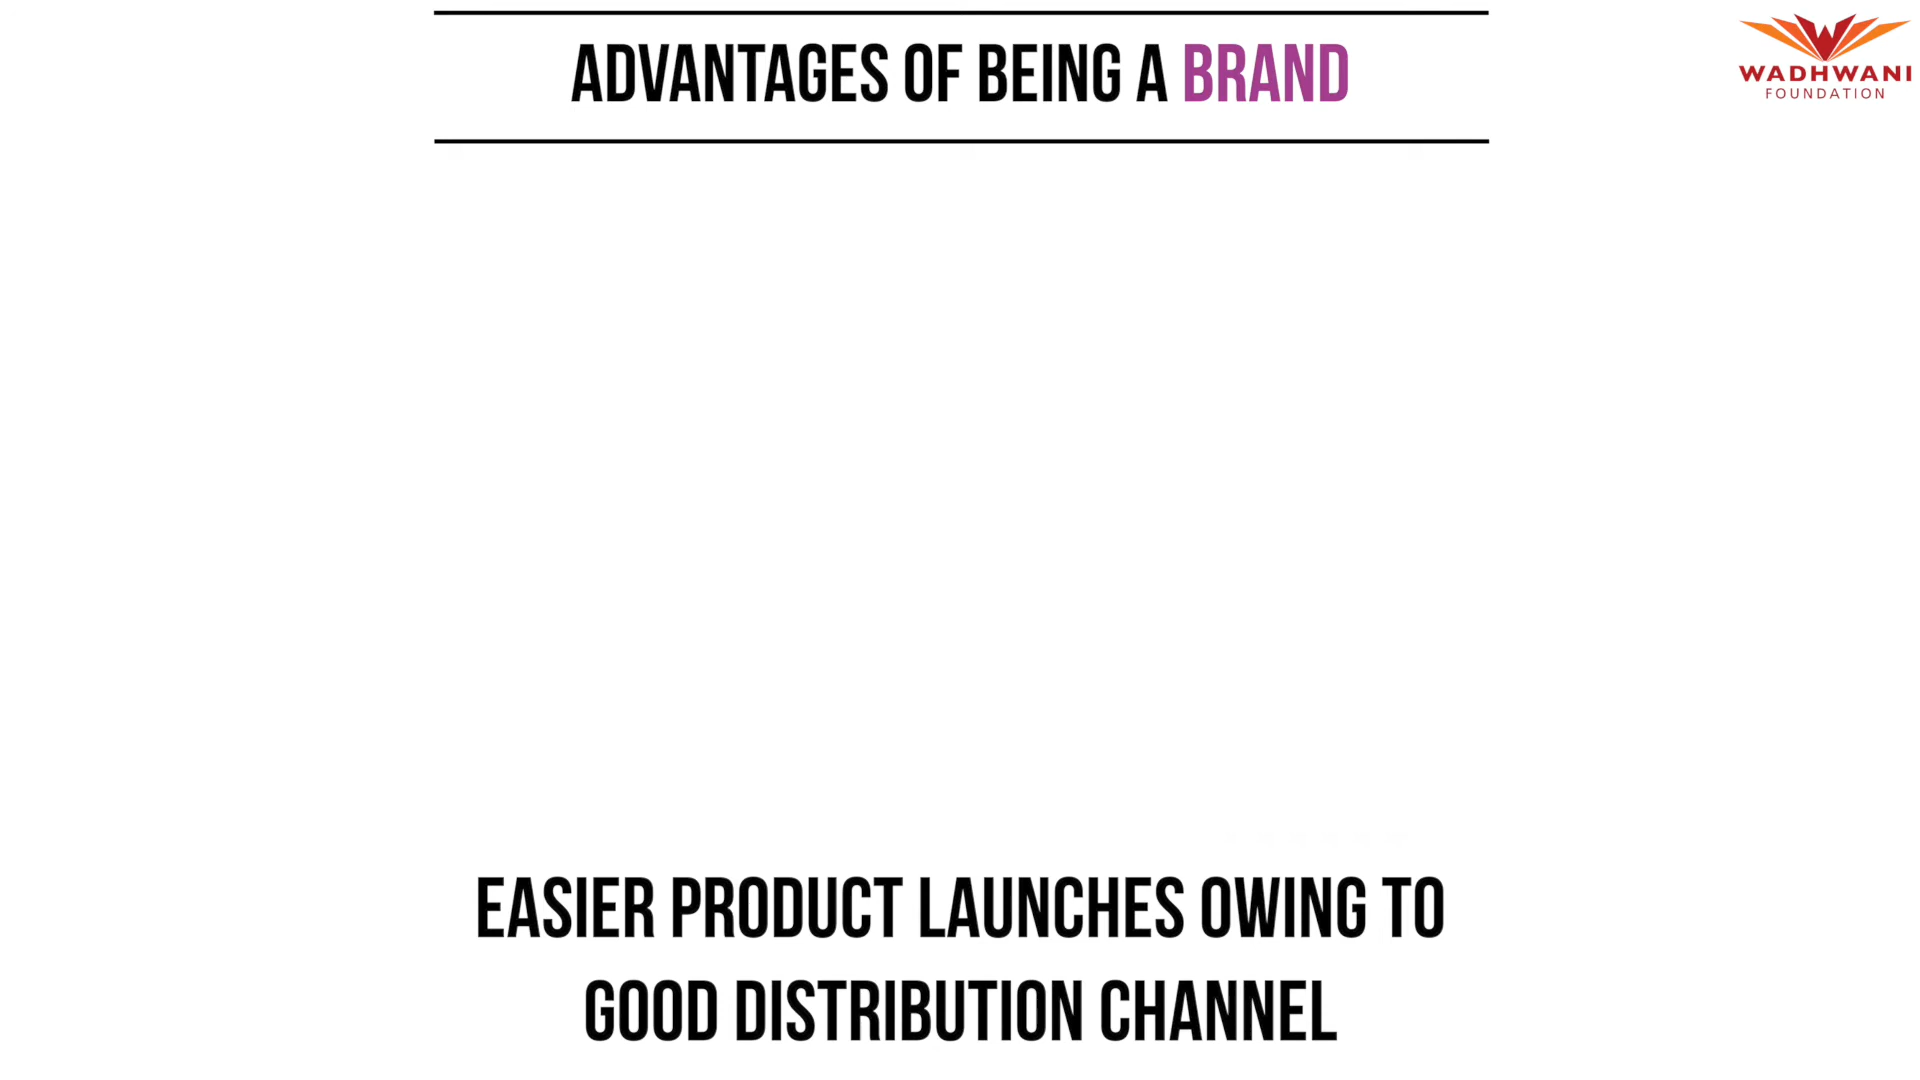 ADVANTAGES OF BEING A BRAND
WADHWANI
FOUNDATION
EASIER PRODUCT LAUNCHES OWING TO
GOOD DISTRIBUTION CHANNEL